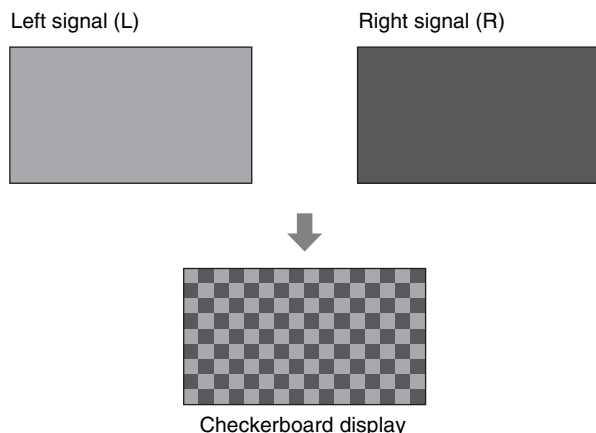 Left signal (L)
Right signal (R)
Checkerboard display